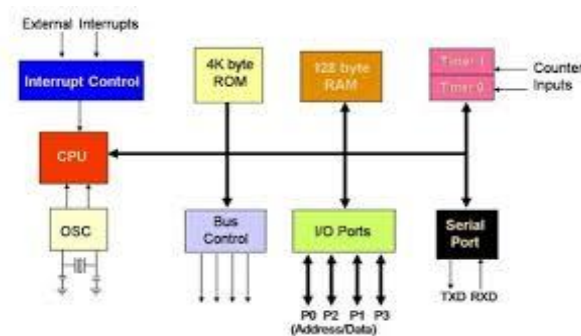 External Interrupts
Interrupt Control
4K byte
ROM
128 byte
RAM
Timer 1
Timer 0
Counter
Inputs
CPU
OSC
Bus
Control
I/O Ports
Serial
Port
P0 P2 P1 P3
(Address/Data)
TXD RXD